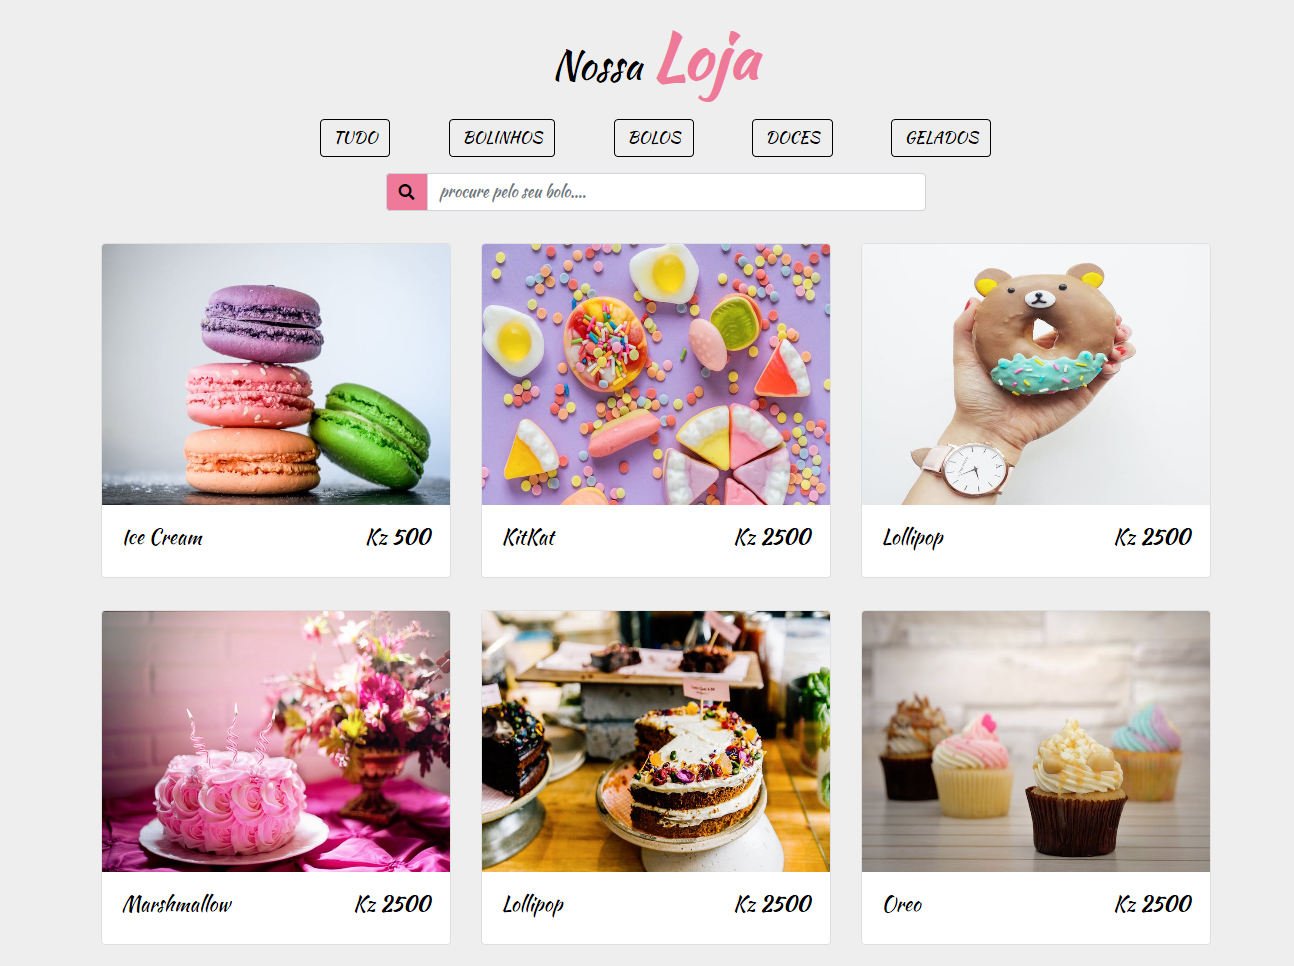 Nossa Loja
TUDO BOLINHOS BOLOS DOCES GELADOS
procure pelo seu bolo....
Ice Cream Kz 500
KitKat Kz 2500
Lollipop Kz 2500
Marshmallow Kz 2500
Lollipop Kz 2500
Oreo Kz 2500